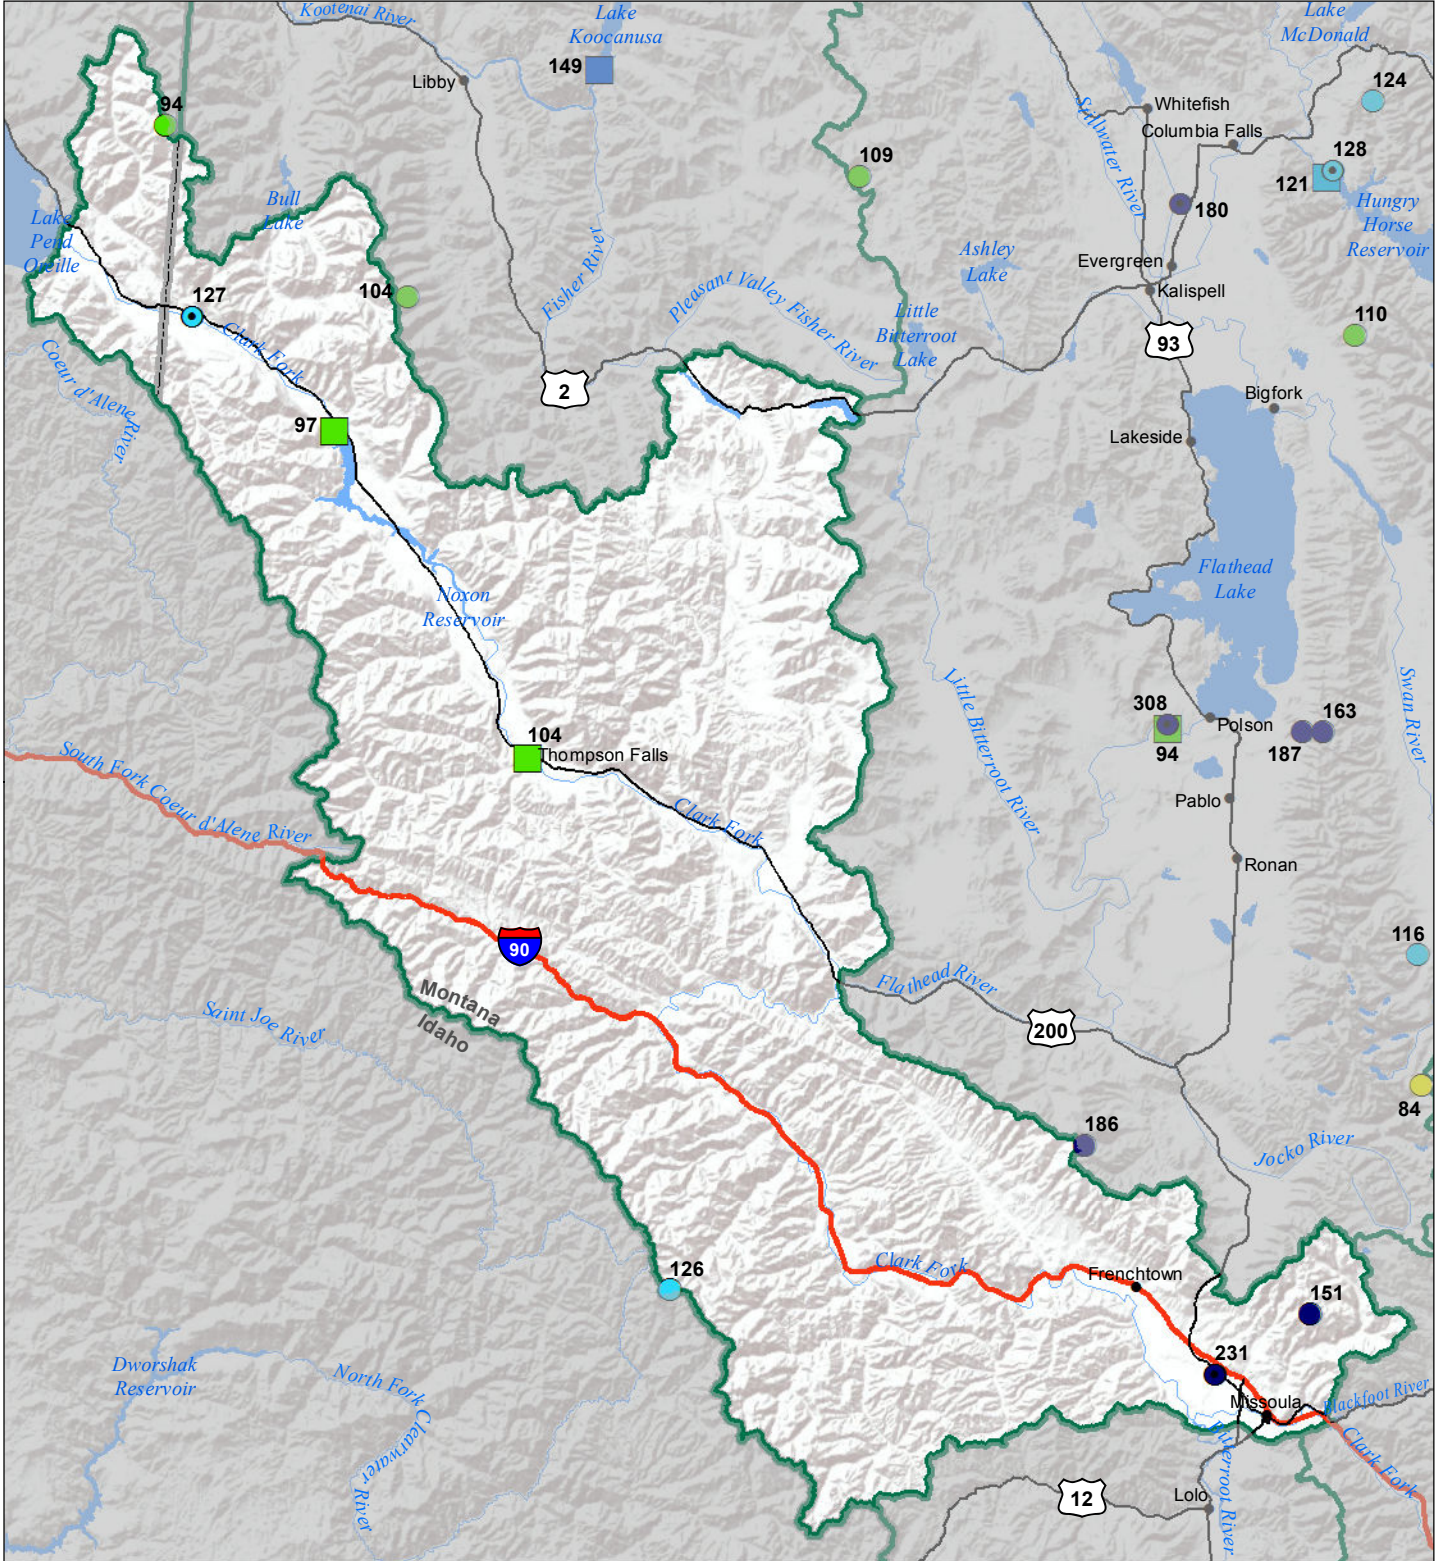 Kootenai River
Lake
Koocanusa
149
Libby
Lake
McDonald
124
Whitefish
Columbia Falls
Stillwater River
94
109
128
121
180
Hungry
Horse
Reservoir
Bull
Lake
Lake
Pend
Oreille
Ashley
Lake
Evergreen
Kalispell
127
104
Fisher River
Pleasant Valley Fisher River
Little
Bitterroot
Lake
110
93
Clark Fork
Coeur d'Alene River
2
Bigfork
97
Lakeside
Flathead
Lake
Noxon
Reservoir
Swan River
Little Bitterroot River
308
94
Polson
163
187
104
Thompson Falls
South Fork Coeur d'Alene River
Clark Fork
Pablo
Ronan
90
116
Flathead River
Montana
Idaho
Saint Joe River
200
84
186
Jocko River
Clark Fork
126
Frenchtown
151
231
Dworshak
Reservoir
North Fork Clearwater River
Missoula
Blackfoot River
Bitterroot River
Clark Fork
12
Lolo